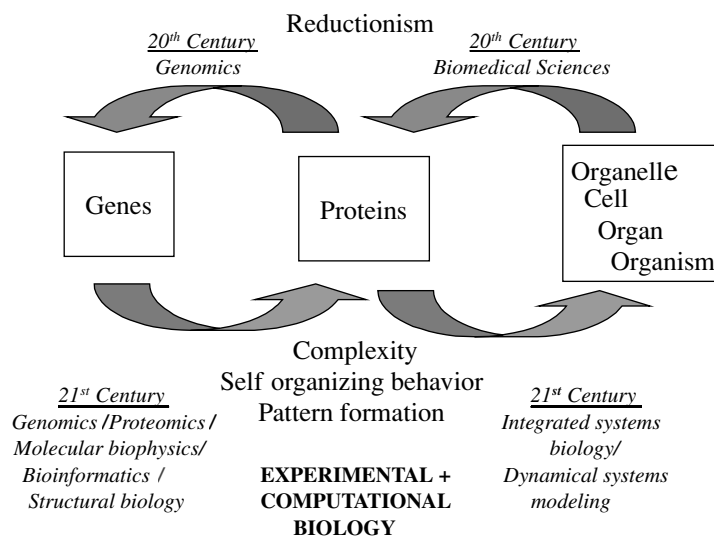 Reductionism
20th Century
Genomics
20th Century
Biomedical Sciences
Genes
Proteins
Organelle
Cell
Organ
Organism
Complexity
Self organizing behavior
Pattern formation
21st Century
Genomics /Proteomics /
Molecular biophysics/
Bioinformatics /
Structural biology
EXPERIMENTAL +
COMPUTATIONAL
BIOLOGY
21st Century
Integrated systems
biology/
Dynamical systems
modeling